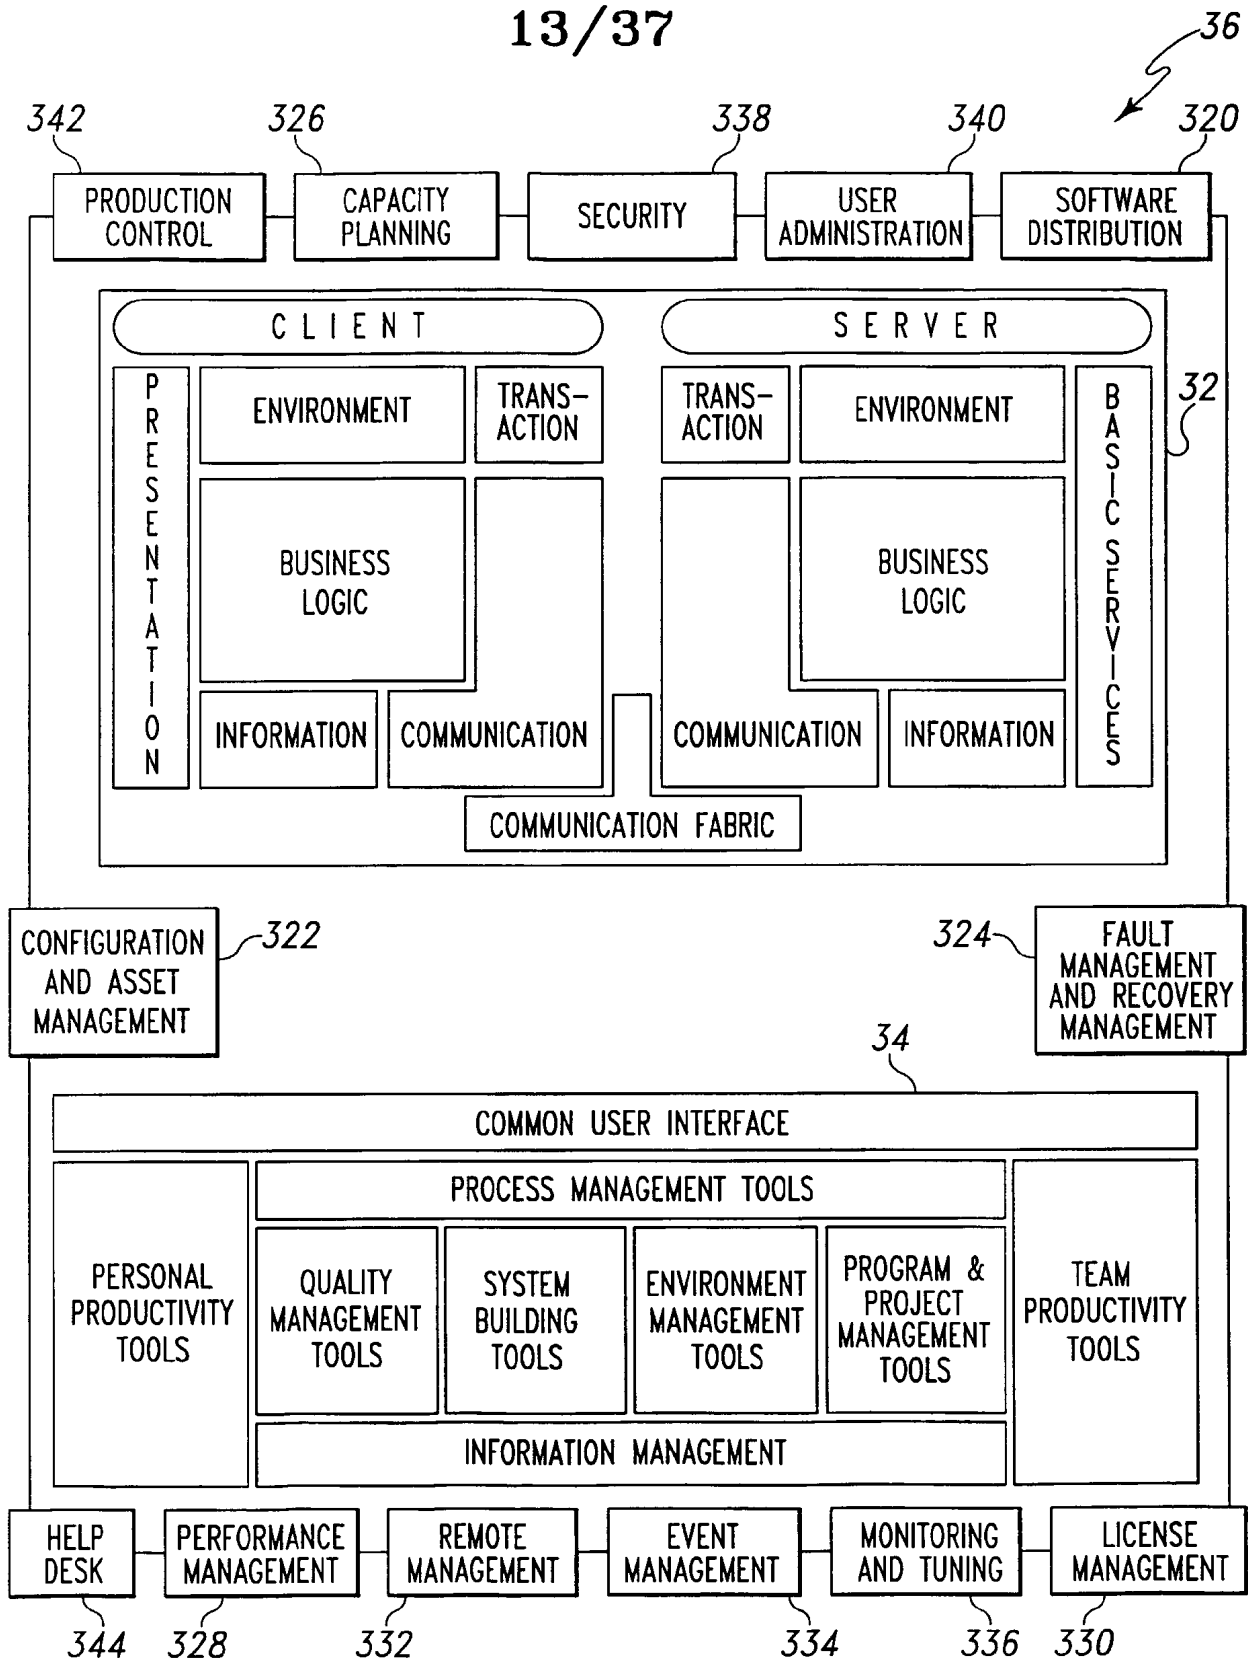 13/37
36
342
326
338
340
320
PRODUCTION
CONTROL
CAPACITY
PLANNING
SECURITY
USER
ADMINISTRATION
SOFTWARE
DISTRIBUTION
CLIENT
SERVER
PRESENTATION
ENVIRONMENT
TRANS-
ACTION
TRANS-
ACTION
ENVIRONMENT
BASIC SERVICES
32
BUSINESS
LOGIC
BUSINESS
LOGIC
INFORMATION
COMMUNICATION
COMMUNICATION
INFORMATION
COMMUNICATION FABRIC
CONFIGURATION
AND ASSET
MANAGEMENT
322
324
FAULT
MANAGEMENT
AND RECOVERY
MANAGEMENT
34
COMMON USER INTERFACE
PROCESS MANAGEMENT TOOLS
PERSONAL
PRODUCTIVITY
TOOLS
QUALITY
MANAGEMENT
TOOLS
SYSTEM
BUILDING
TOOLS
ENVIRONMENT
MANAGEMENT
TOOLS
PROGRAM &
PROJECT
MANAGEMENT
TOOLS
TEAM
PRODUCTIVITY
TOOLS
INFORMATION MANAGEMENT
HELP
DESK
PERFORMANCE
MANAGEMENT
REMOTE
MANAGEMENT
EVENT
MANAGEMENT
MONITORING
AND TUNING
LICENSE
MANAGEMENT
344
328
332
334
336
330